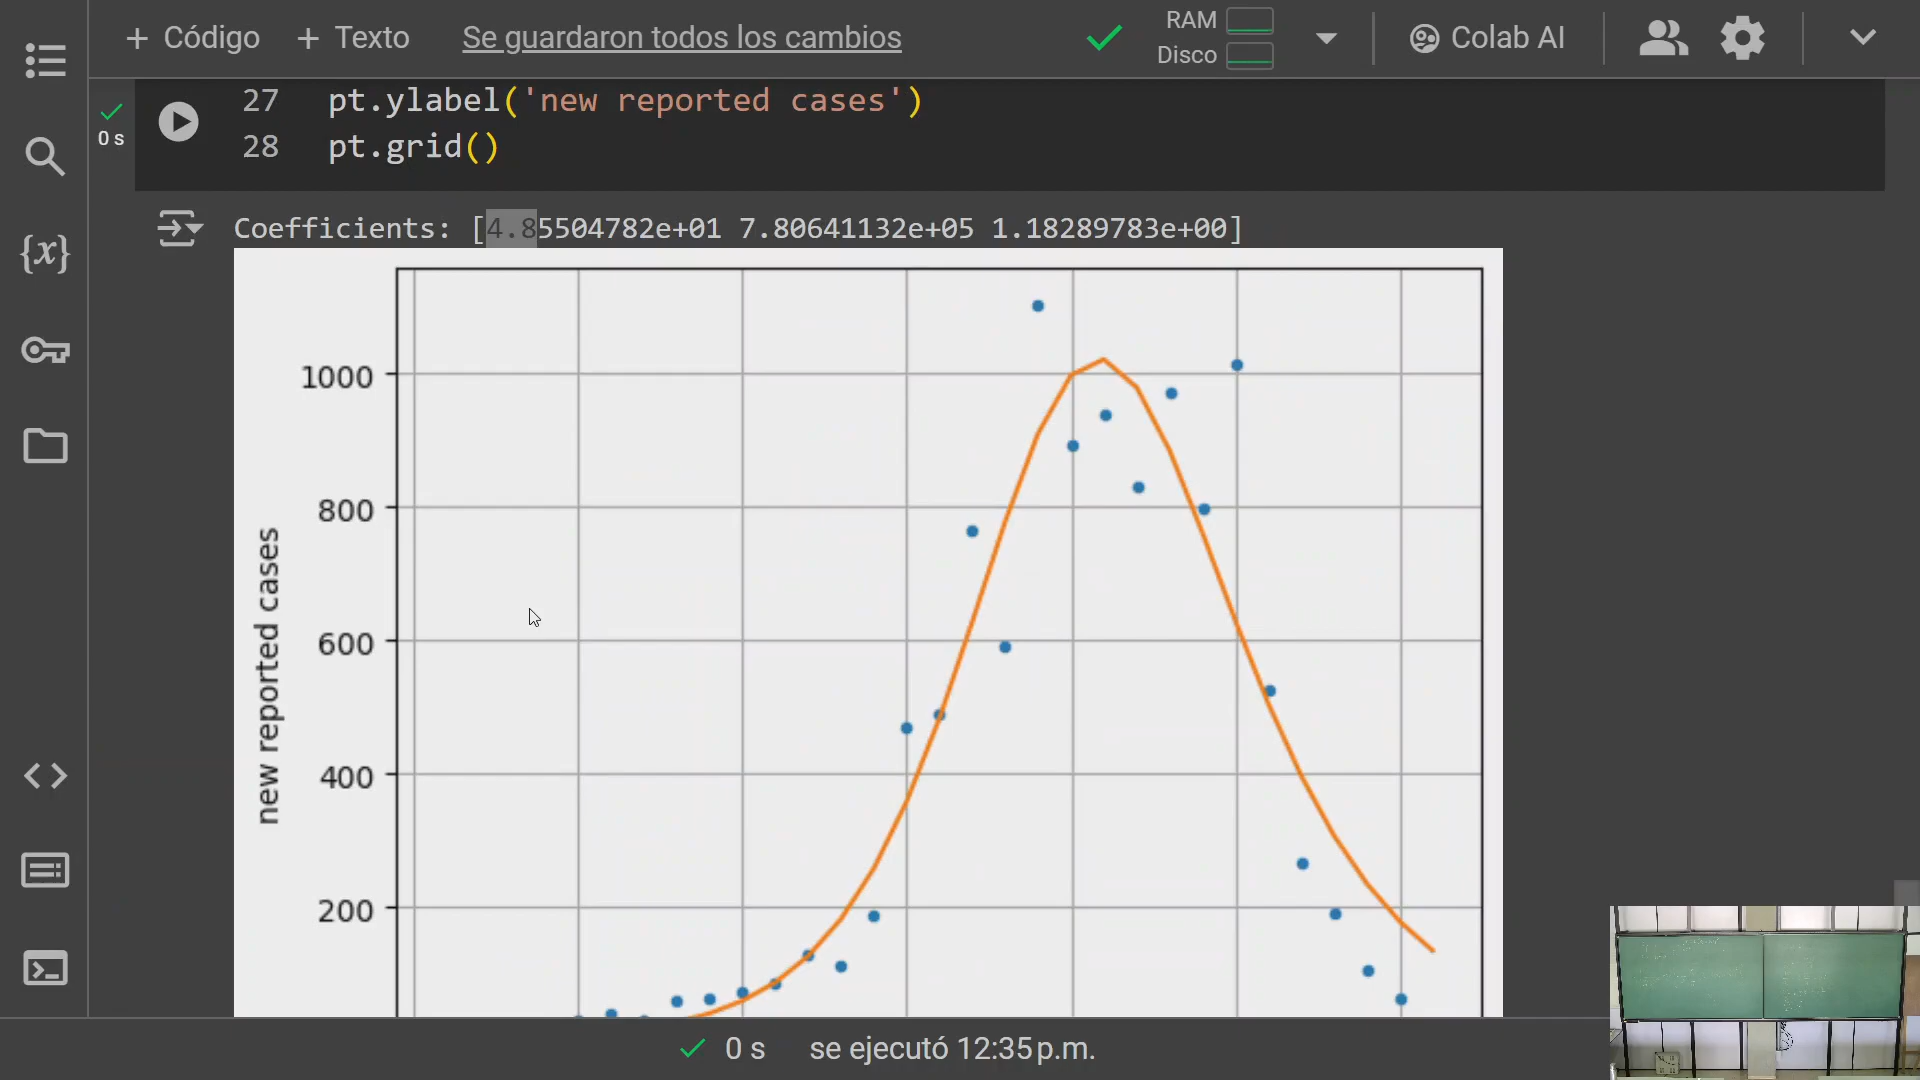 + Código + Texto Se guardaron todos los cambios
RAM
Disco
Colab AI
{x}
0 s
27 pt.ylabel('new reported cases')
28 pt.grid()
Coefficients: [4.85504782e+01 7.80641132e+05 1.18289783e+00]
1000
800
600
400
200
new reported cases
0 s se ejecutó 12:35 p.m.